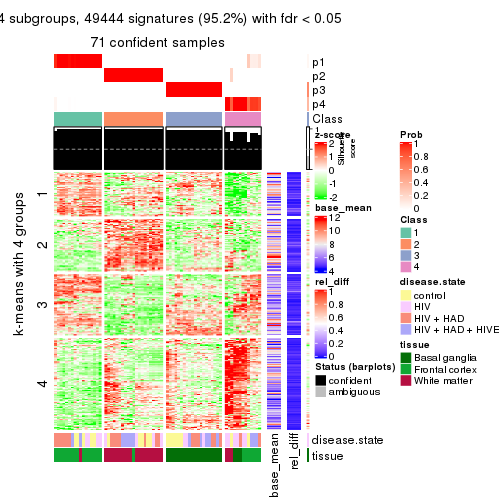 4 subgroups, 49444 signatures (95.2%) with fdr < 0.05
71 confident samples
p1
p2
p3
p4
Class
1
Silhouette
score
k-means with 4 groups
1
2
3
4
base_mean
rel_diff
disease.state
tissue
z-score
2
1
0
-1
-2
base_mean
12
10
8
6
4
rel_diff
1
0.8
0.6
0.4
0.2
0
Status (barplots)
confident
ambiguous
Prob
1
0.8
0.6
0.4
0.2
0
Class
1
2
3
4
disease.state
control
HIV
HIV + HAD
HIV + HAD + HIVE
tissue
Basal ganglia
Frontal cortex
White matter